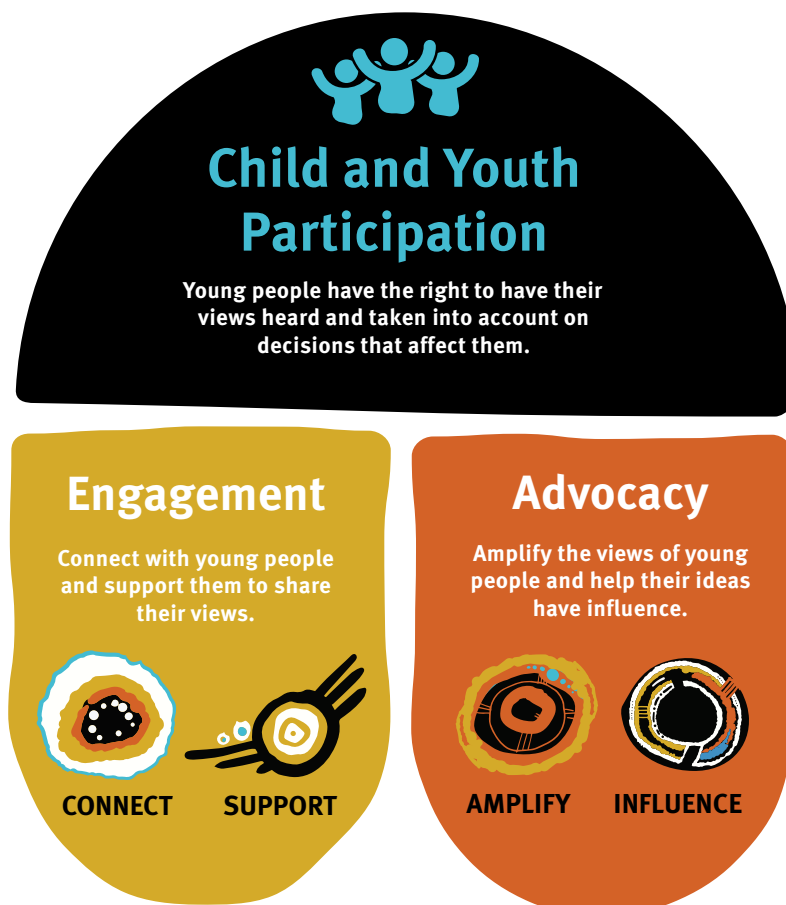 Child and Youth
Participation
Young people have the right to have their
views heard and taken into account on
decisions that affect them.
Engagement
Connect with young people
and support them to share
their views.
CONNECT
SUPPORT
Advocacy
Amplify the views of young
people and help their ideas
have influence.
AMPLIFY
INFLUENCE